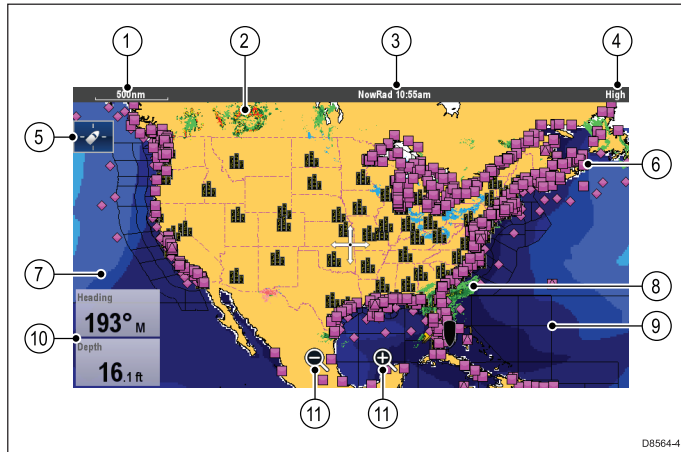 1 2 3 4
500nm NowRad 10:55am High
5
6
7
8
9
Heading
193° M
10
Depth
16.1 ft
11 11
D8564-4